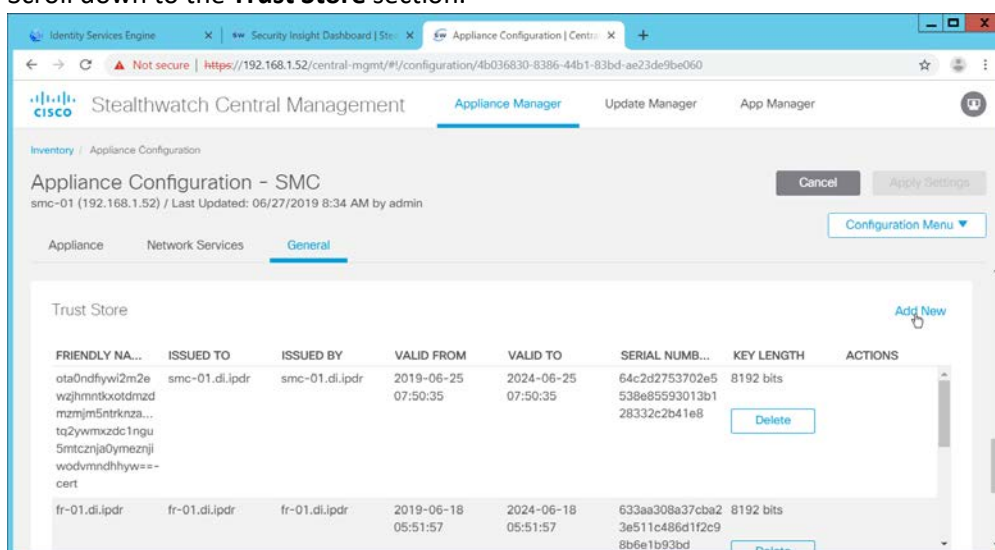 Scroll down to the Trust Store section.
Identity Services Engine
Security Insight Dashboard | Ste
Appliance Configuration | Centra
Not secure | https://192.168.1.52/central-mgmt/#!/configuration/4b036830-8386-44b1-83bd-ae23de9be060
CISCO Stealthwatch Central Management Appliance Manager Update Manager App Manager
Inventory / Appliance Configuration
Appliance Configuration - SMC
Cancel Apply Settings
smc-01 (192.168.1.52) / Last Updated: 06/27/2019 8:34 AM by admin
Configuration Menu ▼
Appliance Network Services General
Trust Store Add New
FRIENDLY NA... ISSUED TO ISSUED BY VALID FROM VALID TO SERIAL NUMB... KEY LENGTH ACTIONS
ota0ndfiywi2m2e smc-01.di.ipdr smc-01.di.ipdr 2019-06-25 2024-06-25 64c2d2753702e5 8192 bits
wzjhmntkxotdmzd 07:50:35 07:50:35 538e85593013b1
mzmjm5ntrknza... 28332c2b41e8
tq2ywmxzdc1ngu Delete
5mtcznja0ymeznji
wodvmndhhyw==-
cert
fr-01.di.ipdr fr-01.di.ipdr fr-01.di.ipdr 2019-06-18 2024-06-18 633aa308a37cba2 8192 bits
05:51:57 05:51:57 3e511c486d1f2c9
8b6e1b93bd Delete